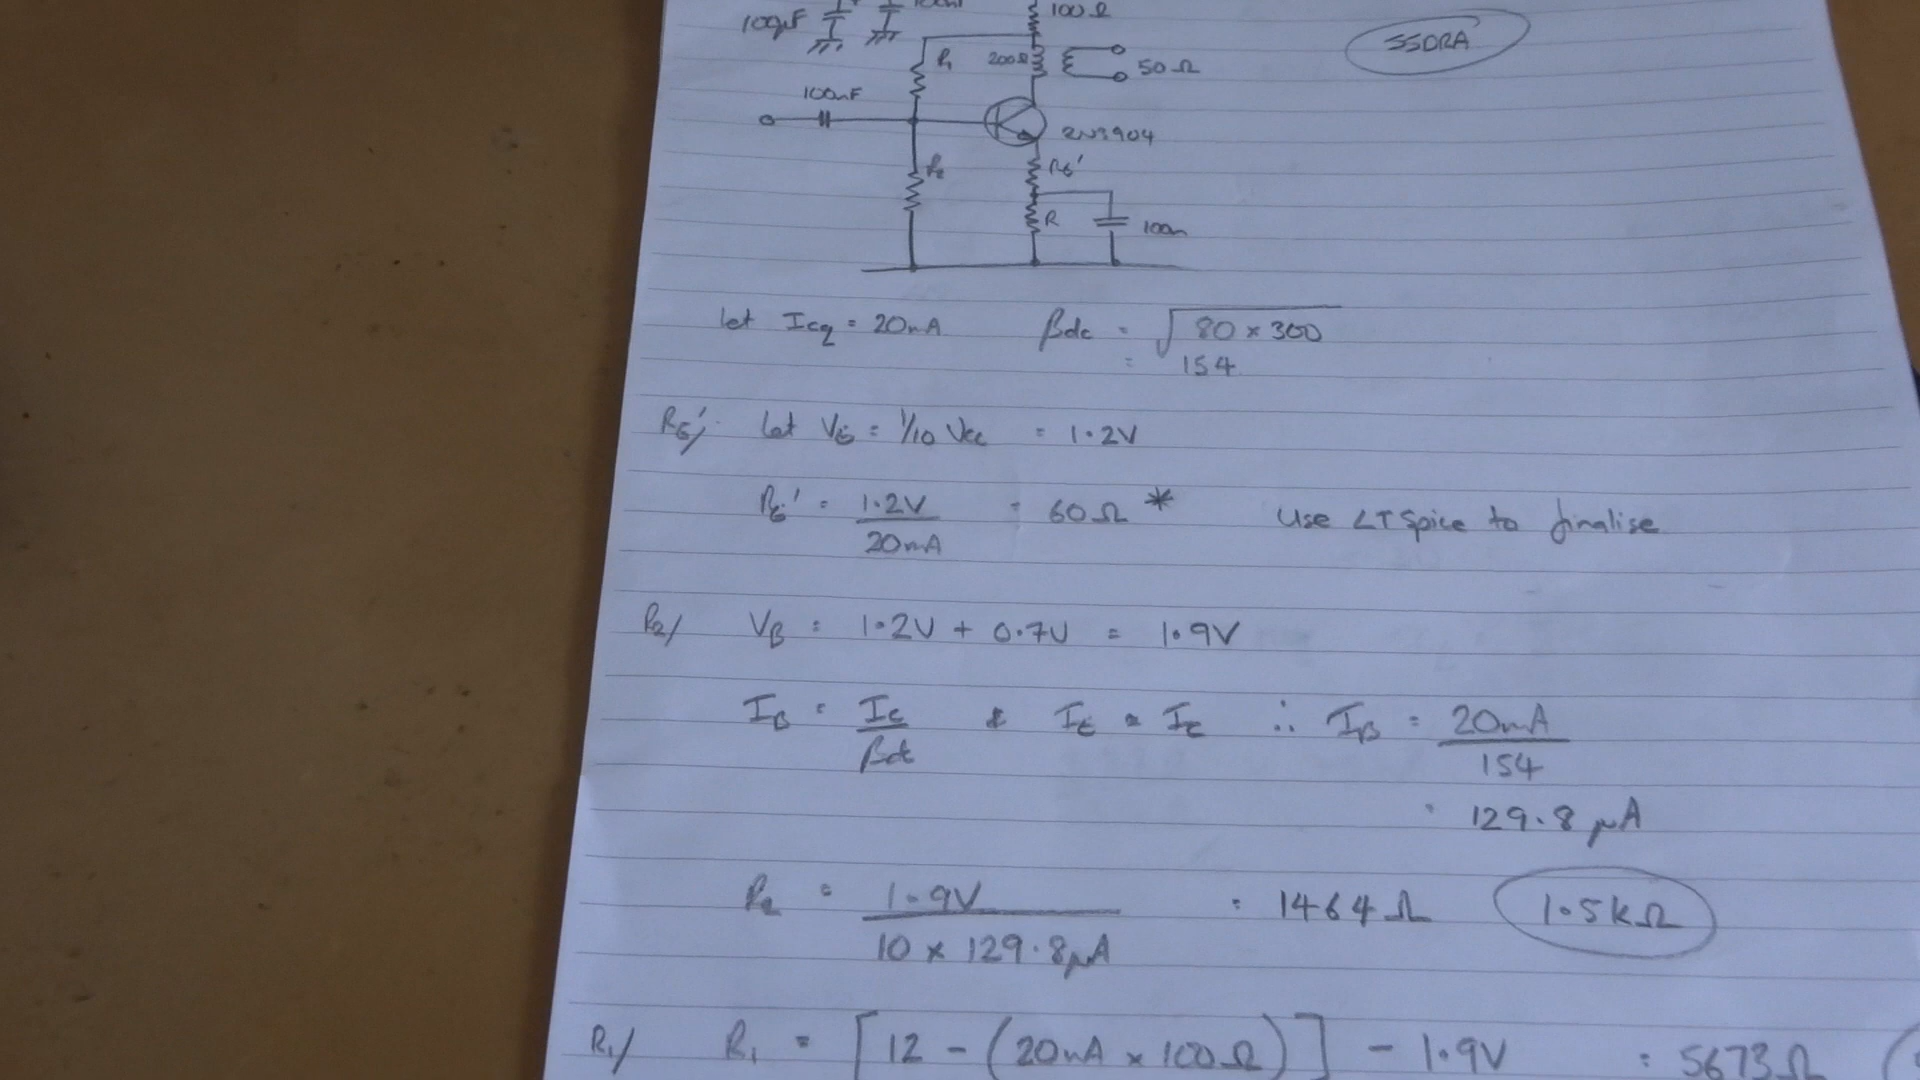 100Ω
100µF
SSDRA
R₁
200Ω
50Ω
100nF
2N3904
R₂
RE'
R
100n
let Icq = 20mA βdc = √80 × 300
= 154
RE'/ let VE = 1/10 Vcc = 1.2V
RE' = 1.2V / 20mA = 60Ω * Use LTSpice to finalise
R₂/ VB = 1.2V + 0.7V = 1.9V
IB = IC / βdc & IE = IC ∴ IB = 20mA / 154
= 129.8 µA
R₂ = 1.9V / 10 × 129.8µA = 1464Ω 1.5kΩ
R₁/ R₁ = [12 - (20mA × 100Ω)] - 1.9V = 5673Ω